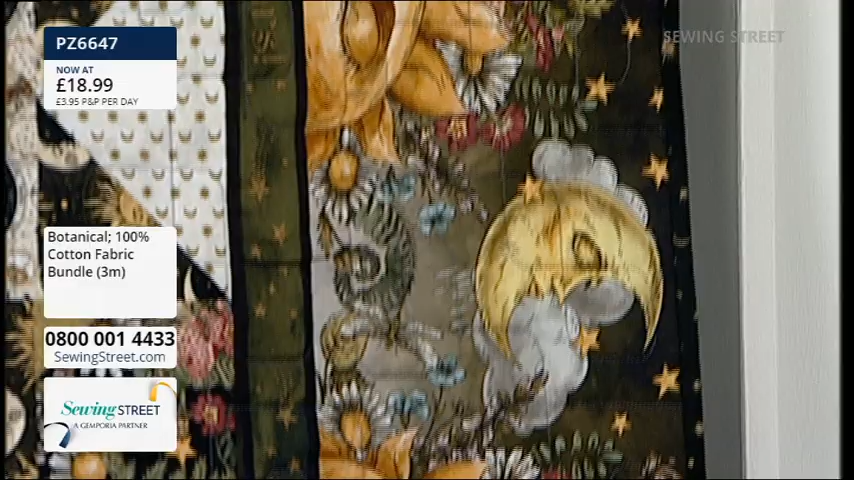 PZ6647
SEWING STREET
NOW AT
£18.99
£3.95 P&P PER DAY
Botanical; 100%
Cotton Fabric
Bundle (3m)
0800 001 4433
SewingStreet.com
Sewing STREET
A GEMPORIA PARTNER